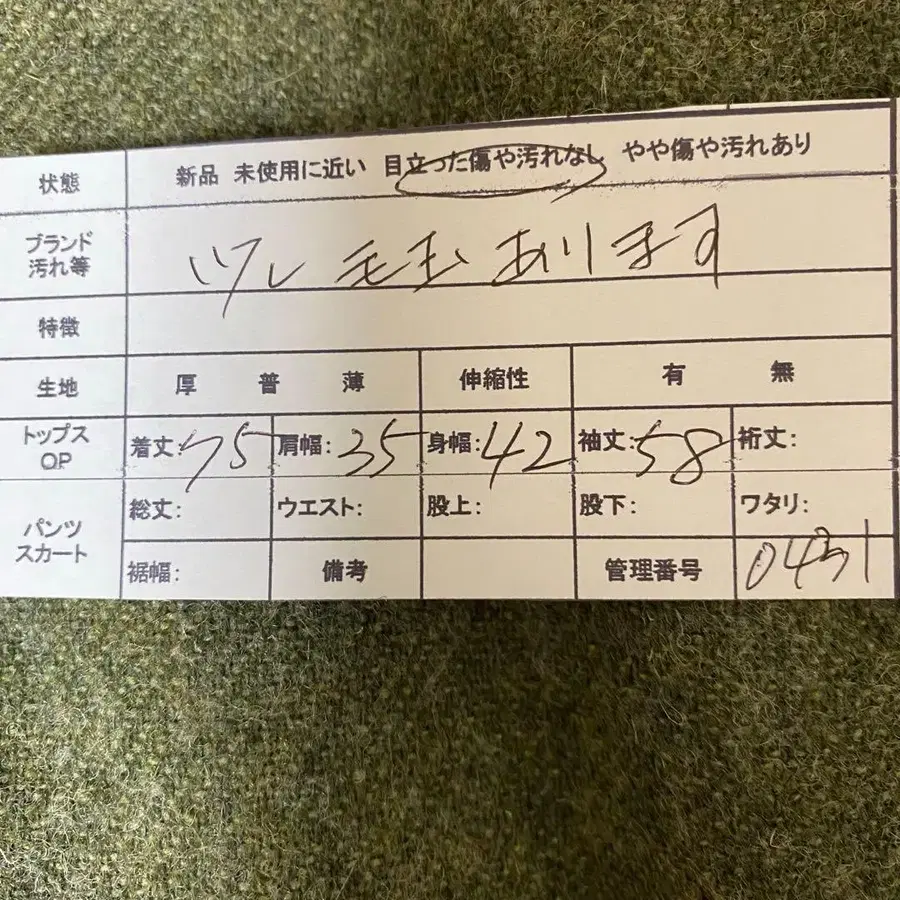 状態 新品 未使用に近い 目立った傷や汚れなし やや傷や汚れあり
ブランド
汚れ等
毛玉 あります
特徴
生地 厚 普 薄 伸縮性 有 無
トップス
OP
着丈:75 肩幅:35 身幅:42 袖丈:58 裄丈:
パンツ
スカート
総丈: ウエスト: 股上: 股下: ワタリ:
裾幅: 備考 管理番号 0431